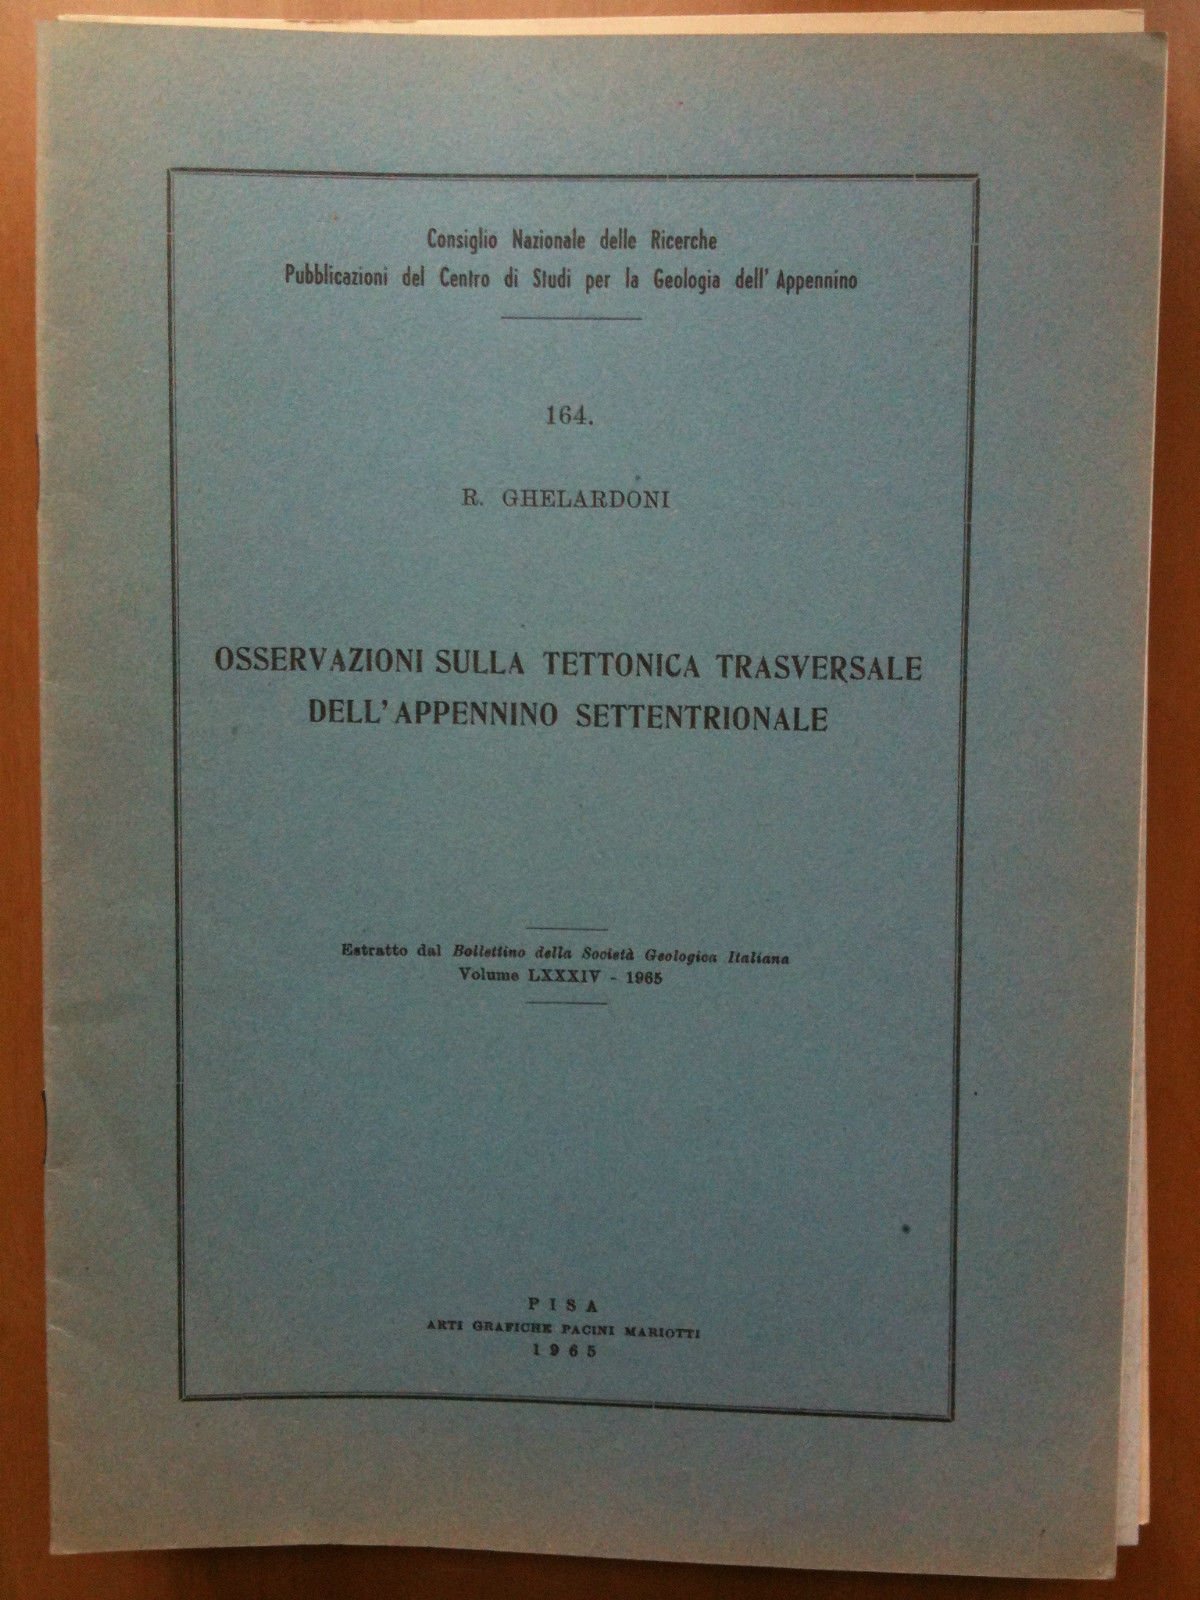 Consiglio Nazionale delle Ricerche
Pubblicazioni del Centro di Studi per la Geologia dell' Appennino
164.
R. GHELARDONI
OSSERVAZIONI SULLA TETTONICA TRASVERSALE
DELL' APPENNINO SETTENTRIONALE
Estratto dal Bollettino della Società Geologica Italiana
Volume LXXXIV - 1965
PISA
ARTI GRAFICHE PACINI MARIOTTI
1965